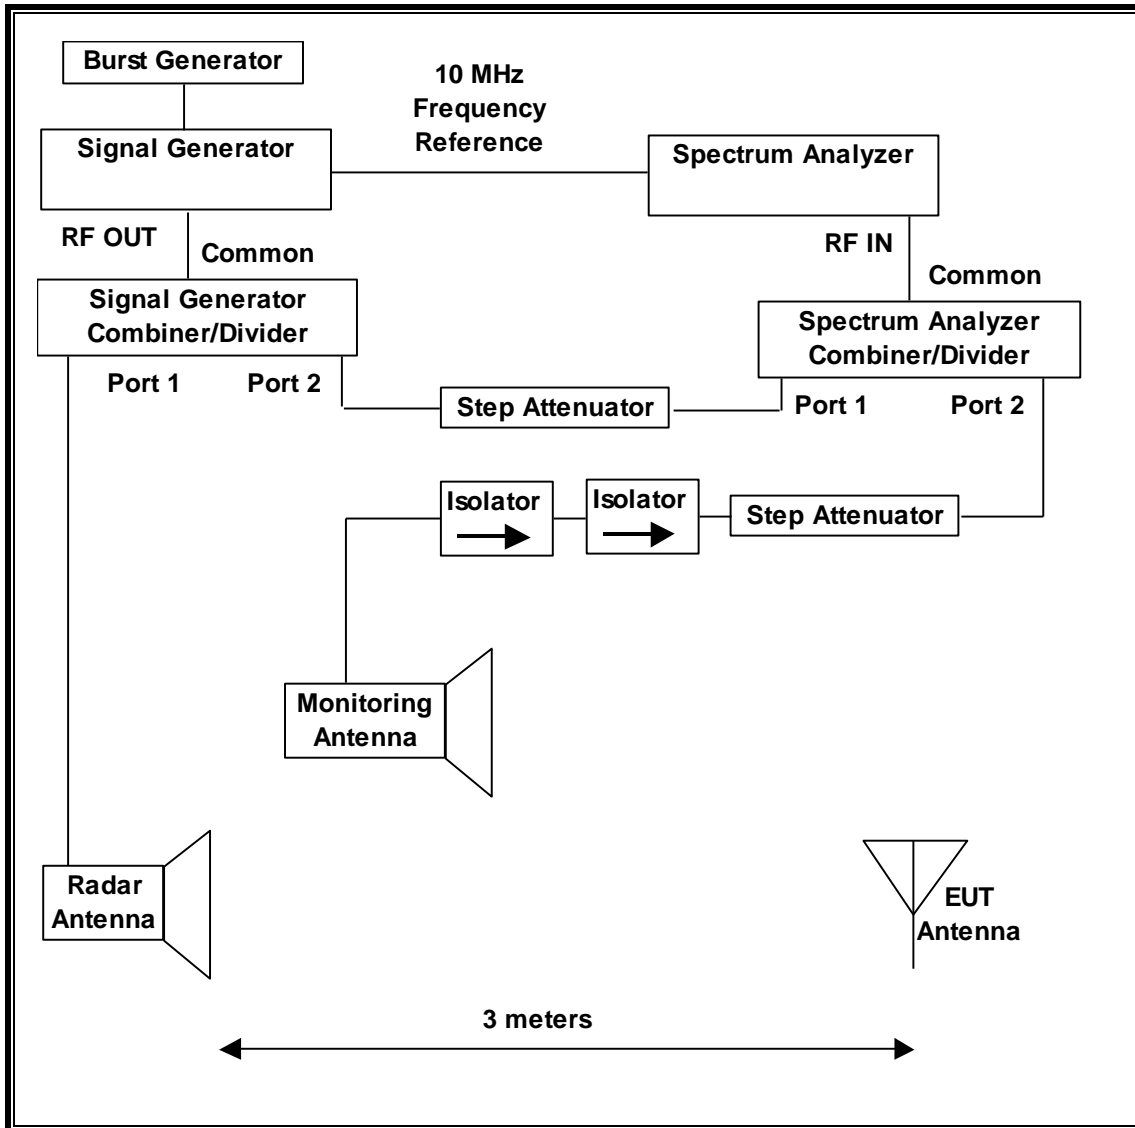 Burst Generator
10 MHz
Frequency
Reference
Signal Generator
Spectrum Analyzer
RF OUT
Common
RF IN
Common
Signal Generator
Combiner/Divider
Spectrum Analyzer
Combiner/Divider
Port 1
Port 2
Step Attenuator
Port 1
Port 2
Isolator
Isolator
Step Attenuator
Monitoring
Antenna
Radar
Antenna
EUT
Antenna
3 meters